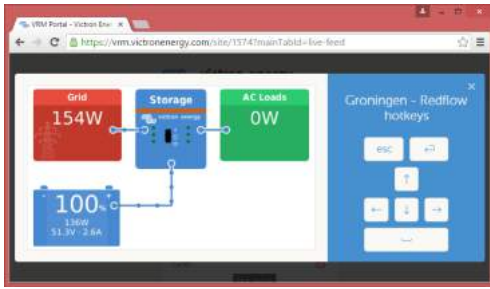 VRM Portal - Victron Ener
https://vrm.victronenergy.com/site/1574?mainTabId=live-feed
Grid
154W
Storage
victron energy
AC Loads
0W
100%
136W
51.3V · 2.6A
Groningen - Redflow
hotkeys
esc